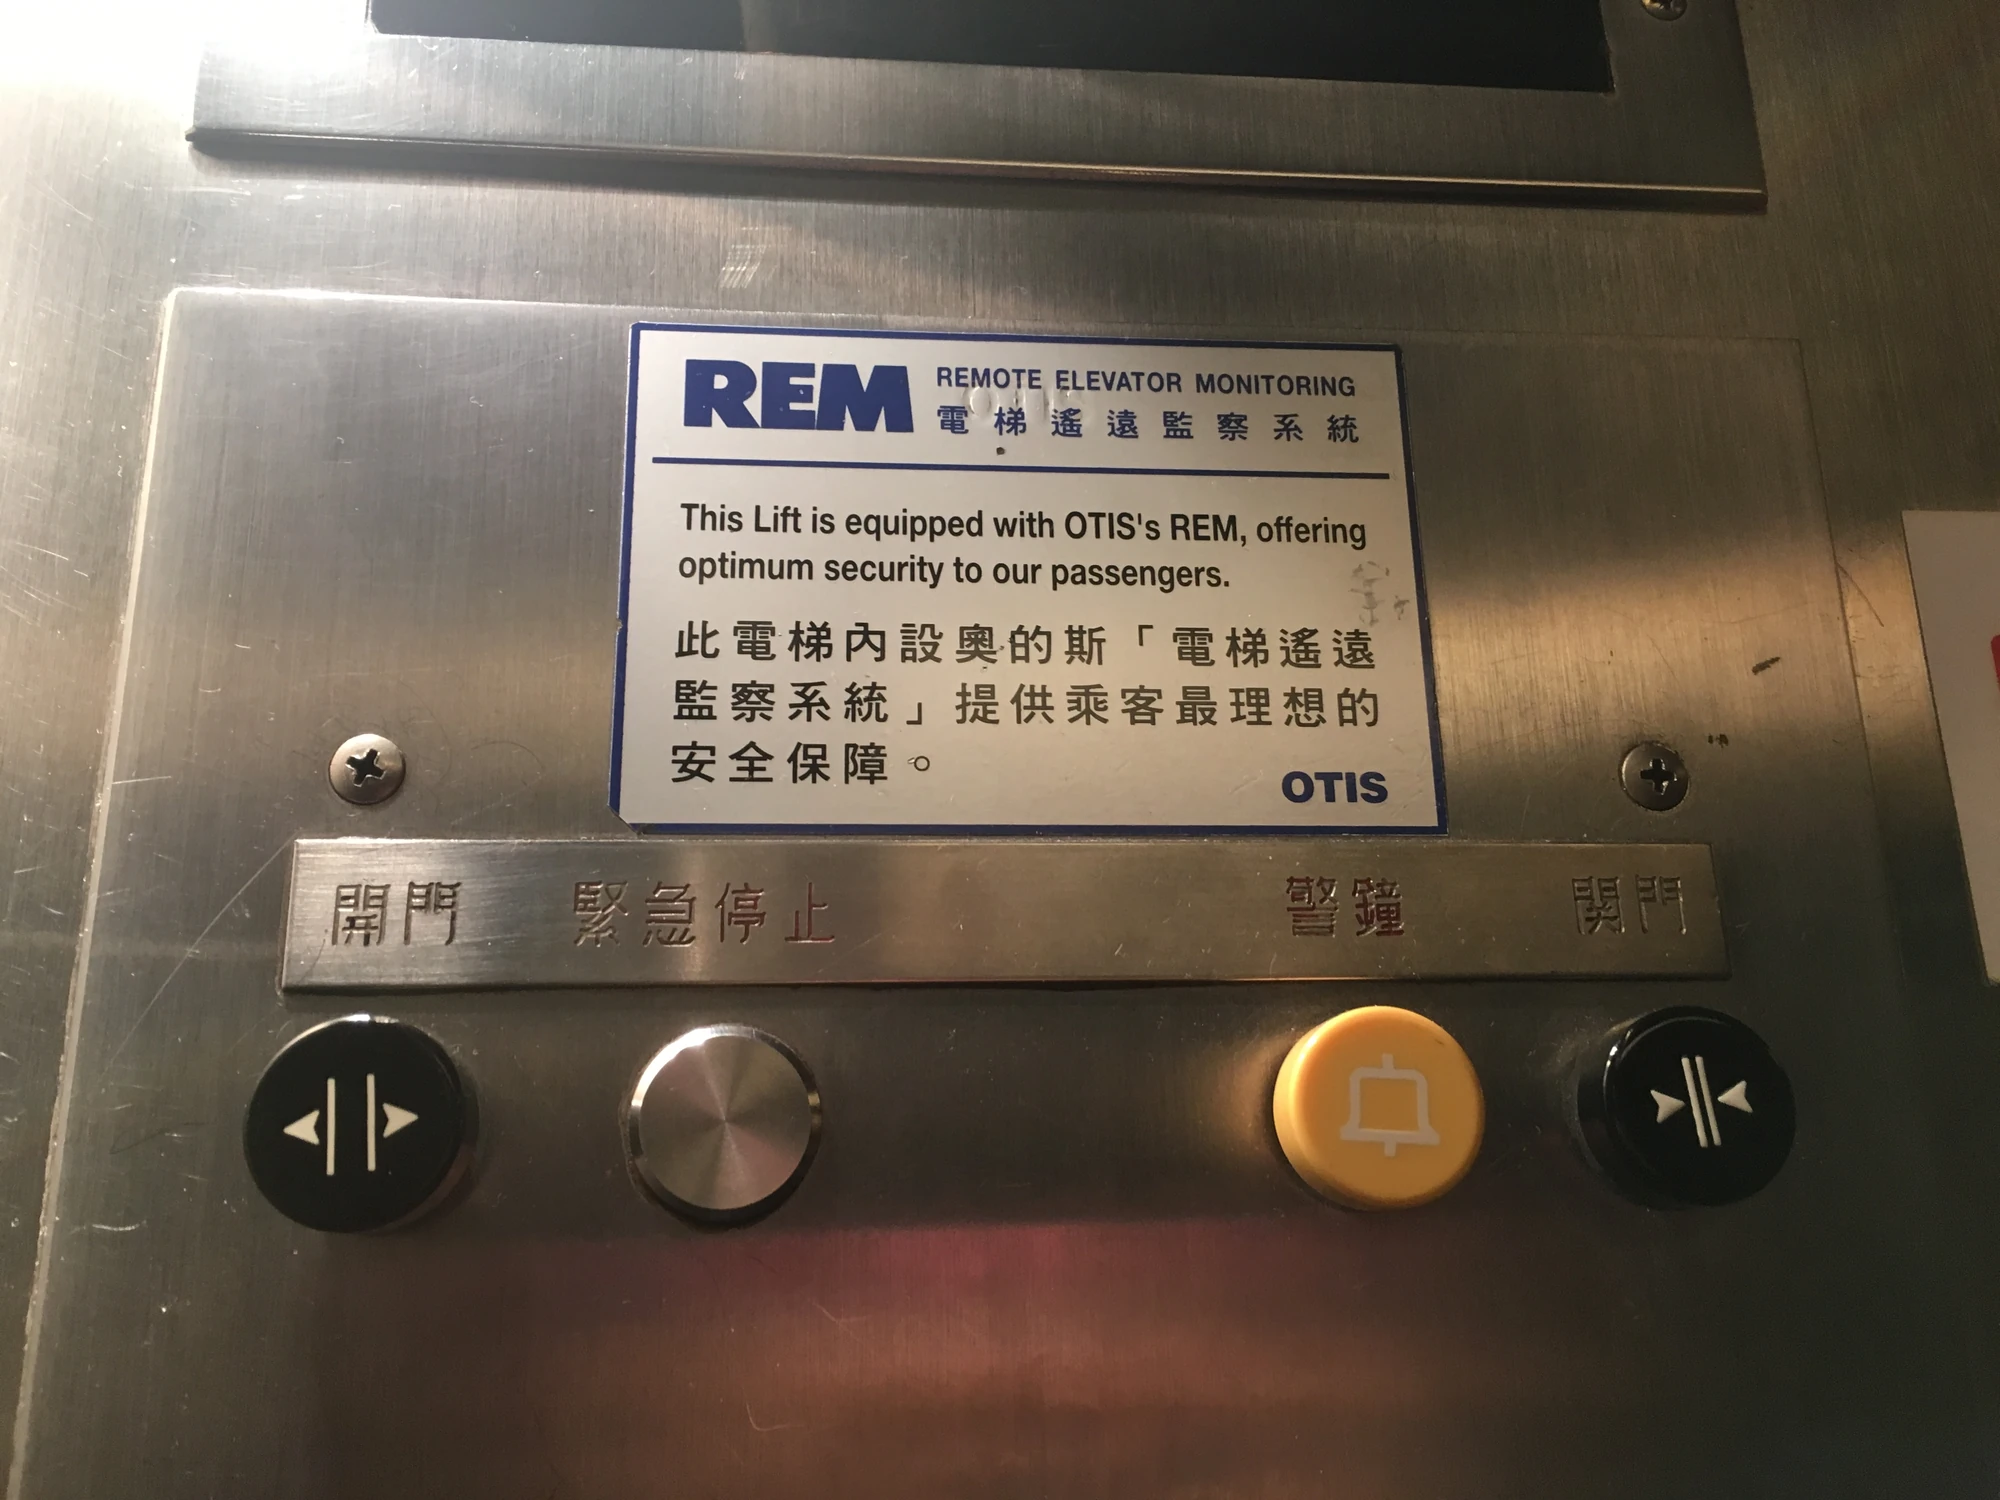 REM
REMOTE ELEVATOR MONITORING
電梯遙遠監察系統
This Lift is equipped with OTIS's REM, offering
optimum security to our passengers.
此電梯內設奧的斯「電梯遙遠
監察系統」提供乘客最理想的
安全保障。
OTIS
開門 緊急停止 警鐘 関門